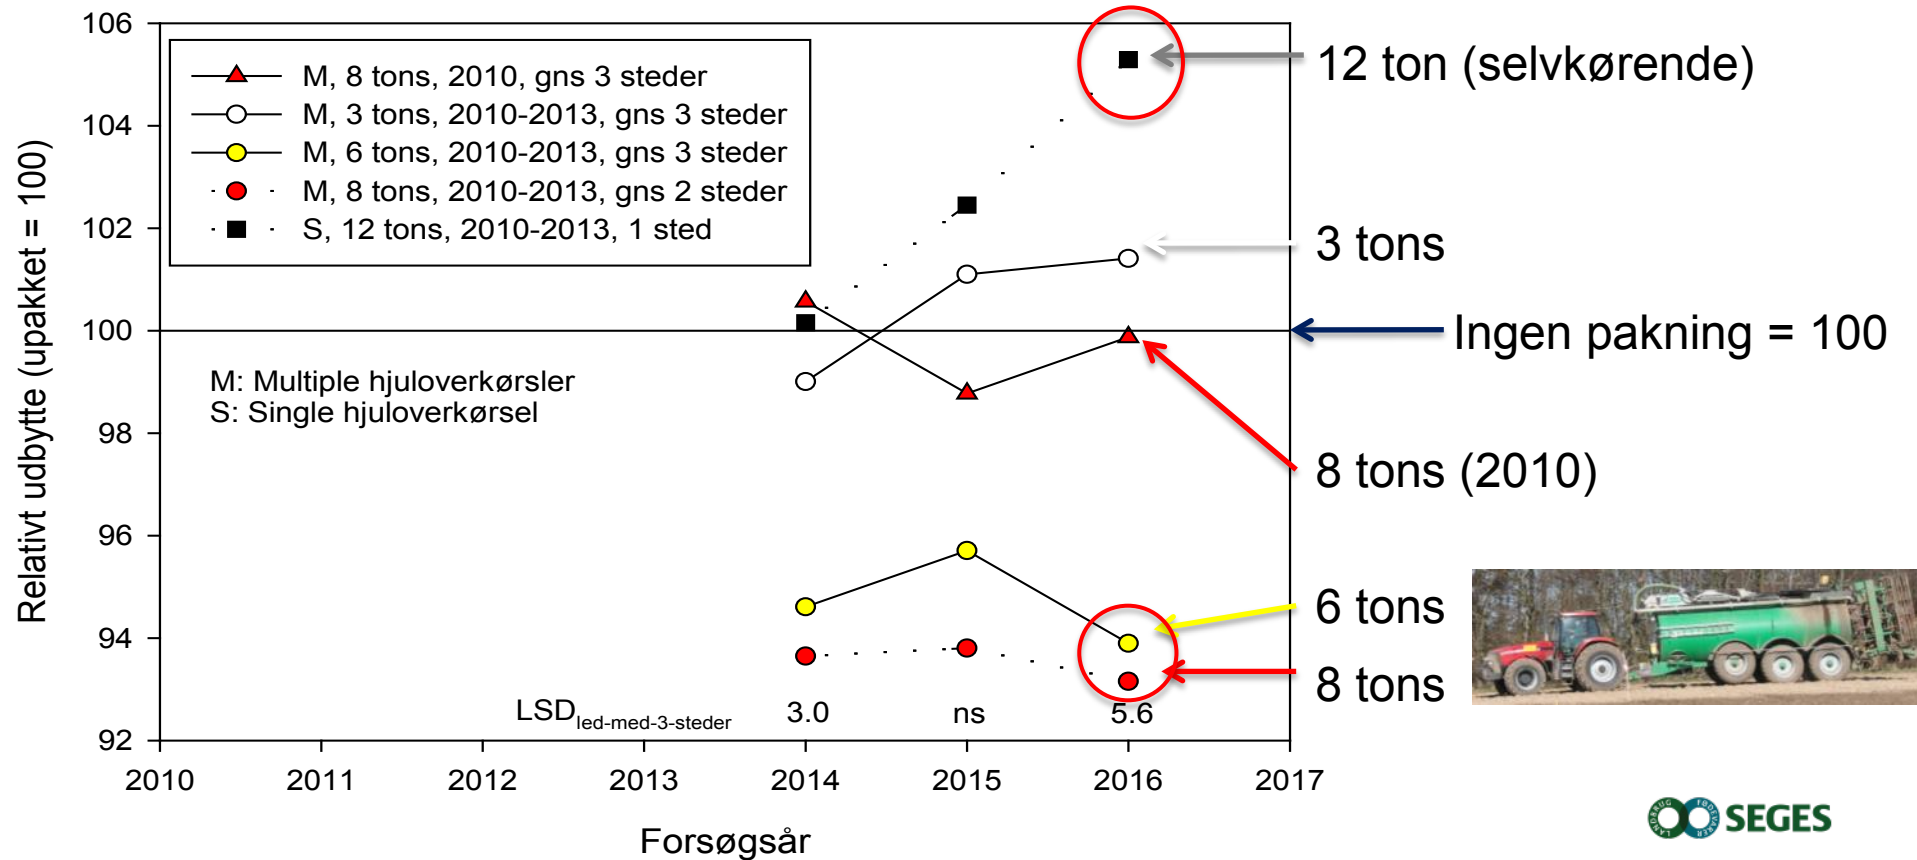 Relativt udbytte (upakket = 100)
106
104
102
100
98
96
94
92
M, 8 tons, 2010, gns 3 steder
M, 3 tons, 2010-2013, gns 3 steder
M, 6 tons, 2010-2013, gns 3 steder
M, 8 tons, 2010-2013, gns 2 steder
S, 12 tons, 2010-2013, 1 sted
M: Multiple hjuloverkørsler
S: Single hjuloverkørsel
12 ton (selvkørende)
3 tons
Ingen pakning = 100
8 tons (2010)
6 tons
8 tons
LSD led-med-3-steder 3.0 ns 5.6
2010 2011 2012 2013 2014 2015 2016 2017
Forsøgsår
LANDBRUG FØDEVARER
SEGES